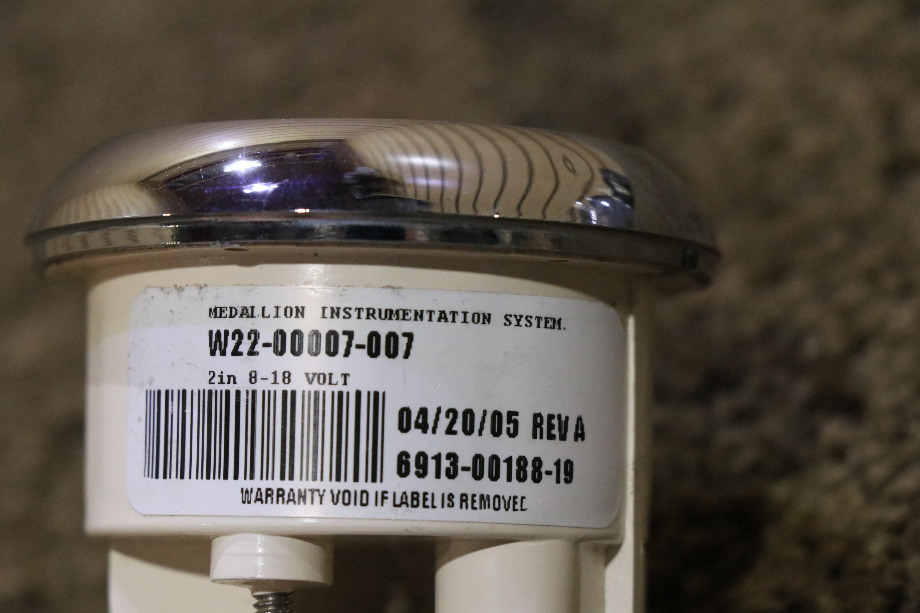 MEDALLION INSTRUMENTATION SYSTEM.
W22-00007-007
2in 8-18 VOLT
04/20/05 REV A
6913-00188-19
WARRANTY VOID IF LABEL IS REMOVED